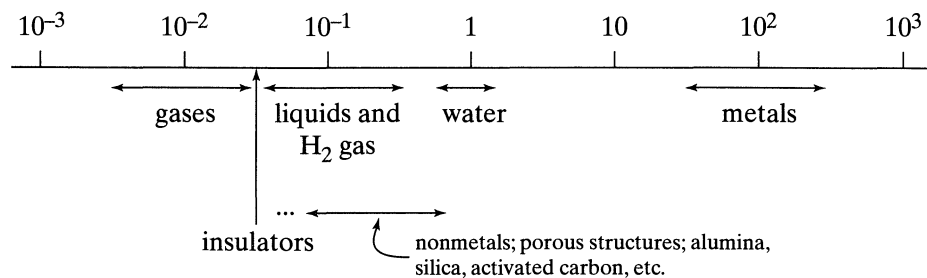 10⁻³ 10⁻² 10⁻¹ 1 10 10² 10³
gases liquids and water metals
H₂ gas
...
insulators nonmetals; porous structures; alumina,
silica, activated carbon, etc.